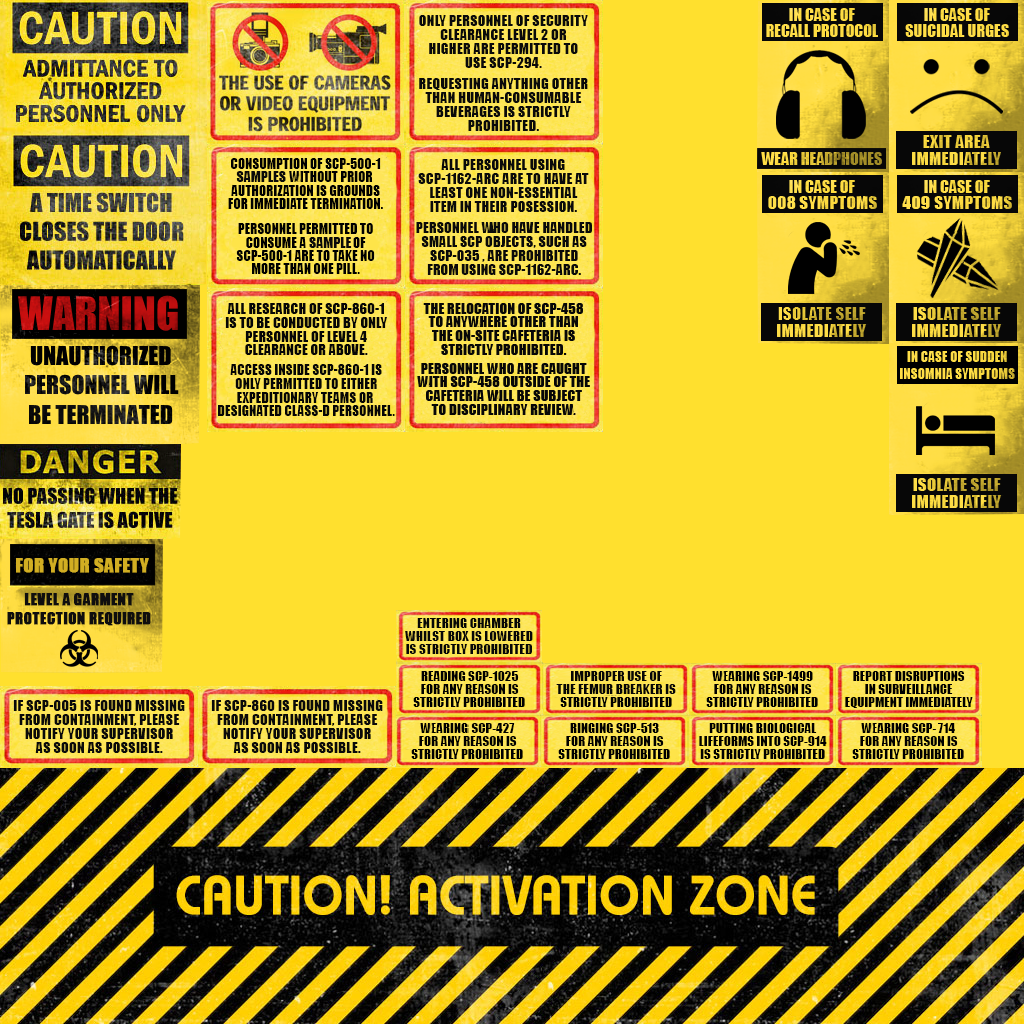 CAUTION
ADMITTANCE TO
AUTHORIZED
PERSONNEL ONLY
CAUTION
A TIME SWITCH
CLOSES THE DOOR
AUTOMATICALLY
WARNING
UNAUTHORIZED
PERSONNEL WILL
BE TERMINATED
DANGER
NO PASSING WHEN THE
TESLA GATE IS ACTIVE
FOR YOUR SAFETY
LEVEL A GARMENT
PROTECTION REQUIRED
THE USE OF CAMERAS
OR VIDEO EQUIPMENT
IS PROHIBITED
ONLY PERSONNEL OF SECURITY
CLEARANCE LEVEL 2 OR
HIGHER ARE PERMITTED TO
USE SCP-294.
REQUESTING ANYTHING OTHER
THAN HUMAN-CONSUMABLE
BEVERAGES IS STRICTLY
PROHIBITED.
CONSUMPTION OF SCP-500-1
SAMPLES WITHOUT PRIOR
AUTHORIZATION IS GROUNDS
FOR IMMEDIATE TERMINATION.
PERSONNEL PERMITTED TO
CONSUME A SAMPLE OF
SCP-500-1 ARE TO TAKE NO
MORE THAN ONE PILL.
ALL PERSONNEL USING
SCP-1162-ARC ARE TO HAVE AT
LEAST ONE NON-ESSENTIAL
ITEM IN THEIR POSESSION.
PERSONNEL WHO HAVE HANDLED
SMALL SCP OBJECTS, SUCH AS
SCP-035 , ARE PROHIBITED
FROM USING SCP-1162-ARC.
ALL RESEARCH OF SCP-860-1
IS TO BE CONDUCTED BY ONLY
PERSONNEL OF LEVEL 4
CLEARANCE OR ABOVE.
ACCESS INSIDE SCP-860-1 IS
ONLY PERMITTED TO EITHER
EXPEDITIONARY TEAMS OR
DESIGNATED CLASS-D PERSONNEL.
THE RELOCATION OF SCP-458
TO ANYWHERE OTHER THAN
THE ON-SITE CAFETERIA IS
STRICTLY PROHIBITED.
PERSONNEL WHO ARE CAUGHT
WITH SCP-458 OUTSIDE OF THE
CAFETERIA WILL BE SUBJECT
TO DISCIPLINARY REVIEW.
IN CASE OF
RECALL PROTOCOL
WEAR HEADPHONES
IN CASE OF
SUICIDAL URGES
EXIT AREA
IMMEDIATELY
IN CASE OF
008 SYMPTOMS
ISOLATE SELF
IMMEDIATELY
IN CASE OF
409 SYMPTOMS
ISOLATE SELF
IMMEDIATELY
IN CASE OF SUDDEN
INSOMNIA SYMPTOMS
ISOLATE SELF
IMMEDIATELY
ENTERING CHAMBER
WHILST BOX IS LOWERED
IS STRICTLY PROHIBITED
READING SCP-1025
FOR ANY REASON IS
STRICTLY PROHIBITED
IMPROPER USE OF
THE FEMUR BREAKER IS
STRICTLY PROHIBITED
WEARING SCP-1499
FOR ANY REASON IS
STRICTLY PROHIBITED
REPORT DISRUPTIONS
IN SURVEILLANCE
EQUIPMENT IMMEDIATELY
IF SCP-005 IS FOUND MISSING
FROM CONTAINMENT, PLEASE
NOTIFY YOUR SUPERVISOR
AS SOON AS POSSIBLE.
IF SCP-860 IS FOUND MISSING
FROM CONTAINMENT, PLEASE
NOTIFY YOUR SUPERVISOR
AS SOON AS POSSIBLE.
WEARING SCP-427
FOR ANY REASON IS
STRICTLY PROHIBITED
RINGING SCP-513
FOR ANY REASON IS
STRICTLY PROHIBITED
PUTTING BIOLOGICAL
LIFEFORMS INTO SCP-914
IS STRICTLY PROHIBITED
WEARING SCP-714
FOR ANY REASON IS
STRICTLY PROHIBITED
CAUTION! ACTIVATION ZONE